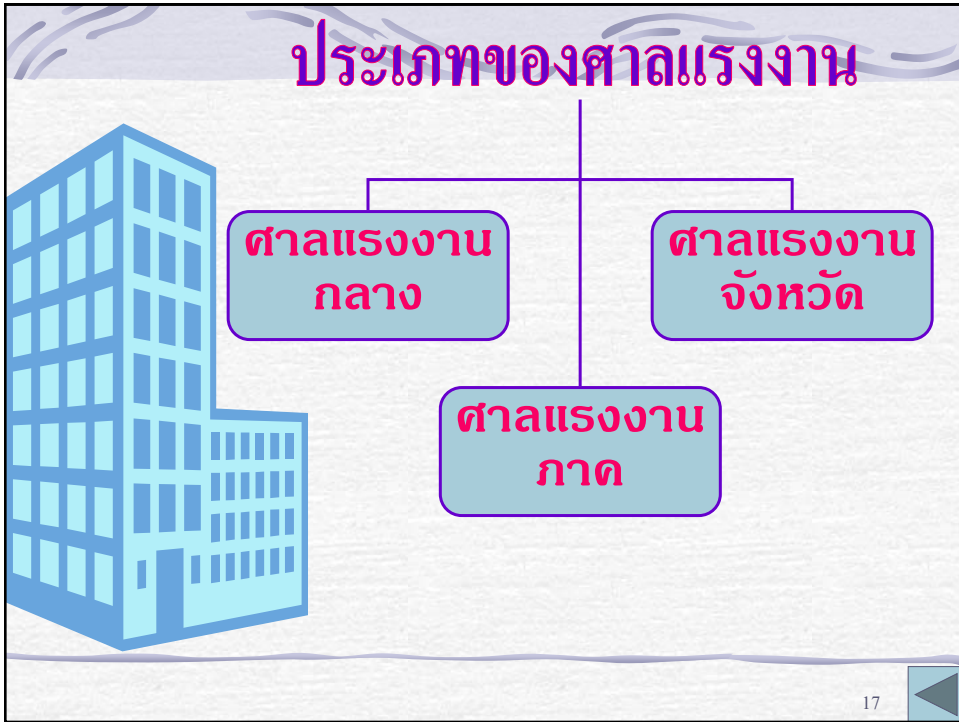 ประเภทของศาลแรงงาน
ศาลแรงงาน
กลาง
ศาลแรงงาน
จังหวัด
ศาลแรงงาน
ภาค
17